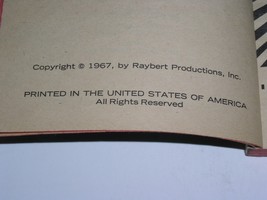 Copyright © 1967, by Raybert Productions, Inc.
PRINTED IN THE UNITED STATES OF AMERICA
All Rights Reserved